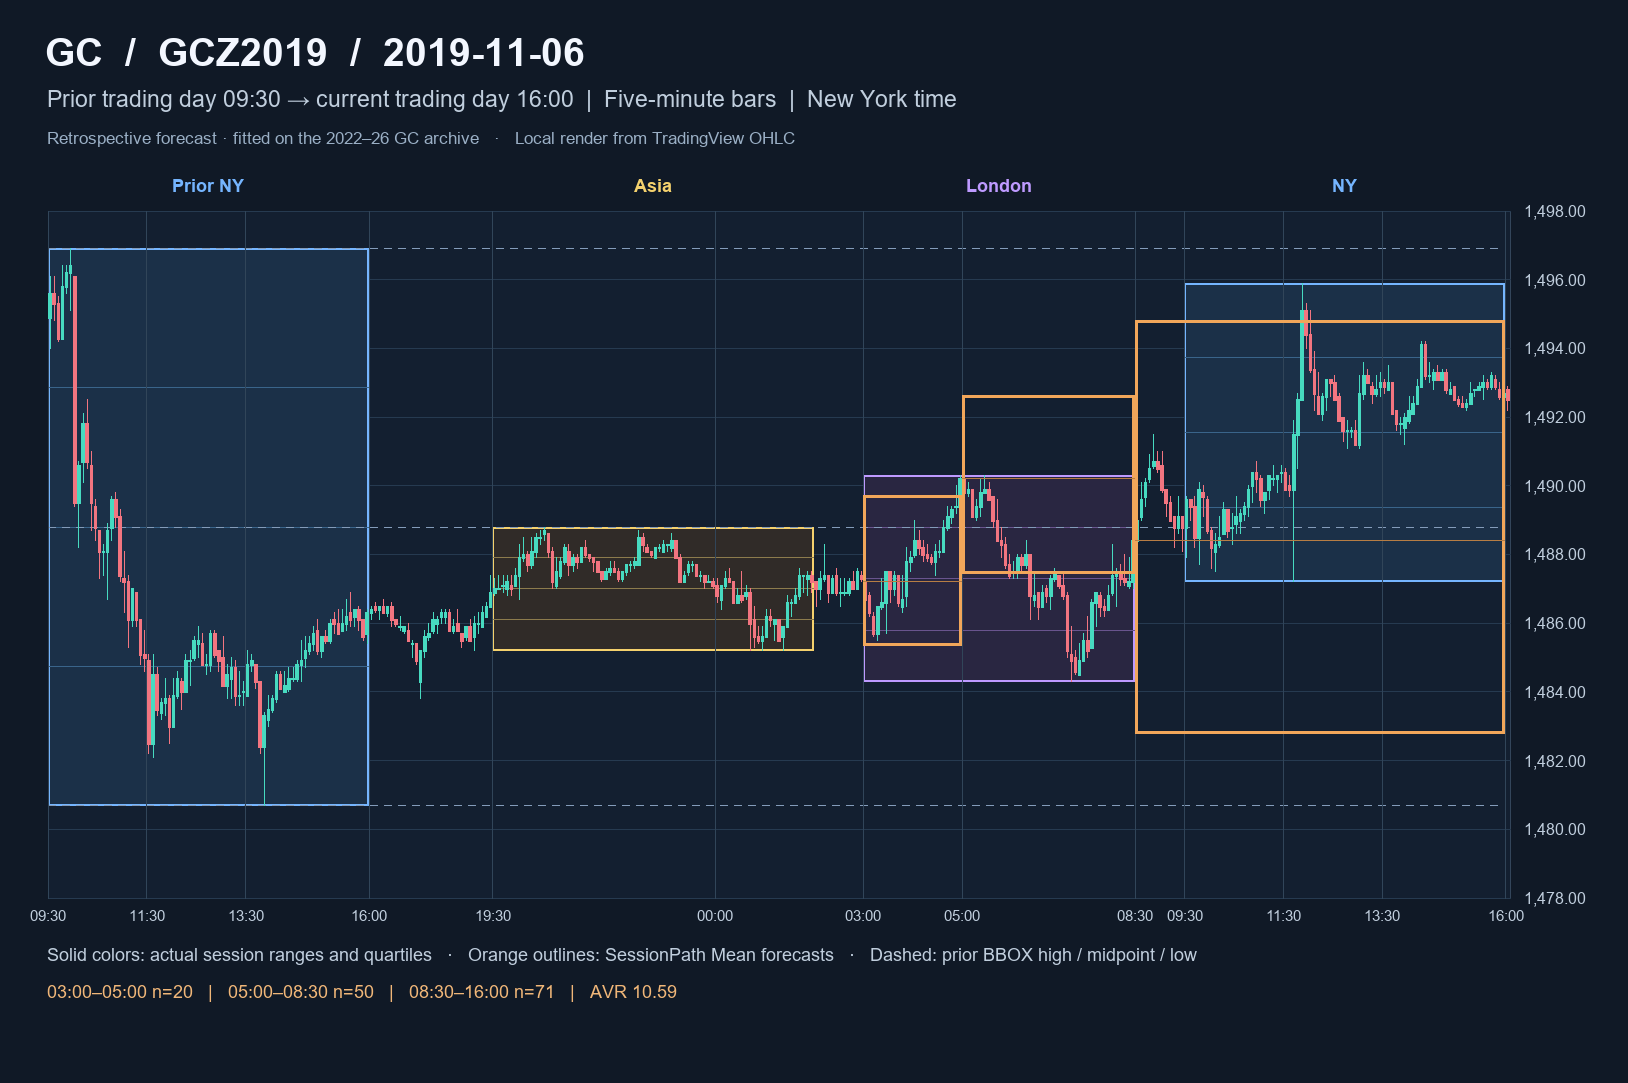 GC / GCZ2019 / 2019-11-06
Prior trading day 09:30 → current trading day 16:00 | Five-minute bars | New York time
Retrospective forecast · fitted on the 2022–26 GC archive · Local render from TradingView OHLC
Prior NY Asia London NY
1,498.00
1,496.00
1,494.00
1,492.00
1,490.00
1,488.00
1,486.00
1,484.00
1,482.00
1,480.00
1,478.00
09:30 11:30 13:30 16:00 19:30 00:00 03:00 05:00 08:30 09:30 11:30 13:30 16:00
Solid colors: actual session ranges and quartiles · Orange outlines: SessionPath Mean forecasts · Dashed: prior BBOX high / midpoint / low
03:00–05:00 n=20 | 05:00–08:30 n=50 | 08:30–16:00 n=71 | AVR 10.59